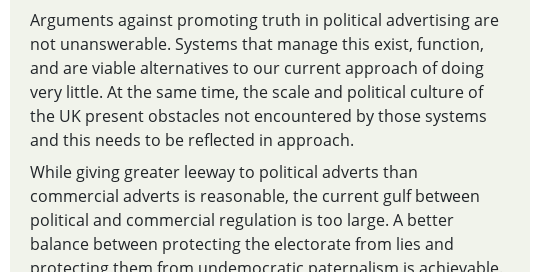 Arguments against promoting truth in political advertising are
not unanswerable. Systems that manage this exist, function,
and are viable alternatives to our current approach of doing
very little. At the same time, the scale and political culture of
the UK present obstacles not encountered by those systems
and this needs to be reflected in approach.
While giving greater leeway to political adverts than
commercial adverts is reasonable, the current gulf between
political and commercial regulation is too large. A better
balance between protecting the electorate from lies and
protecting them from undemocratic paternalism is achievable.